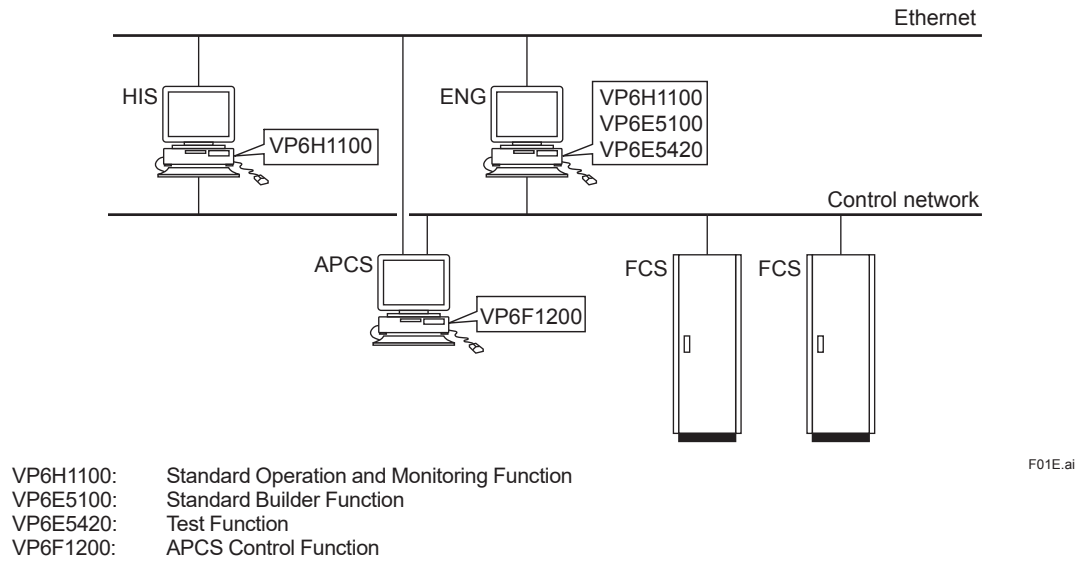 Ethernet
HIS
VP6H1100
ENG
VP6H1100
VP6E5100
VP6E5420
Control network
APCS
VP6F1200
FCS
FCS
F01E.ai
VP6H1100: Standard Operation and Monitoring Function
VP6E5100: Standard Builder Function
VP6E5420: Test Function
VP6F1200: APCS Control Function